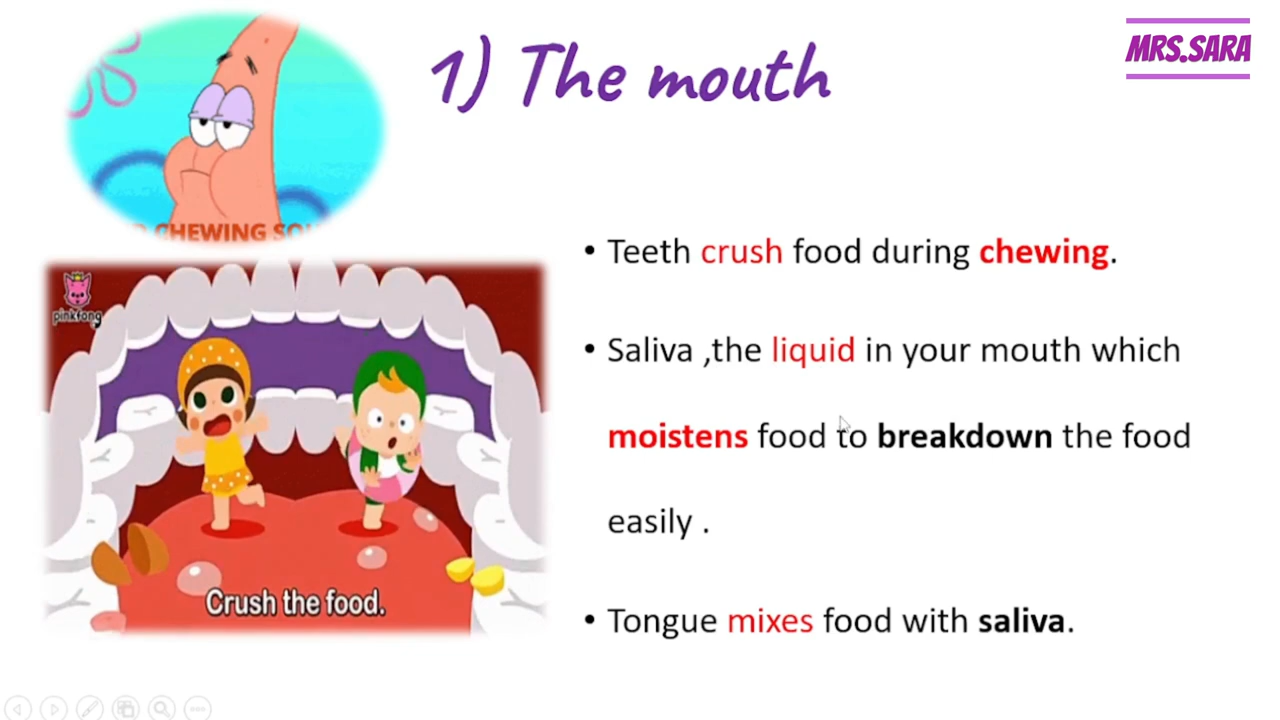 1) The mouth
MRS.SARA
CHEWING
pinkfong
Crush the food.
• Teeth crush food during chewing.
• Saliva ,the liquid in your mouth which
moistens food to breakdown the food
easily .
• Tongue mixes food with saliva.